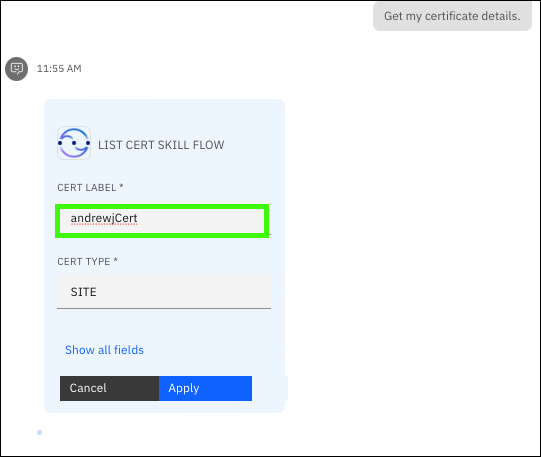 Get my certificate details.
11:55 AM
LIST CERT SKILL FLOW
CERT LABEL *
andrewjCert
CERT TYPE *
SITE
Show all fields
Cancel Apply